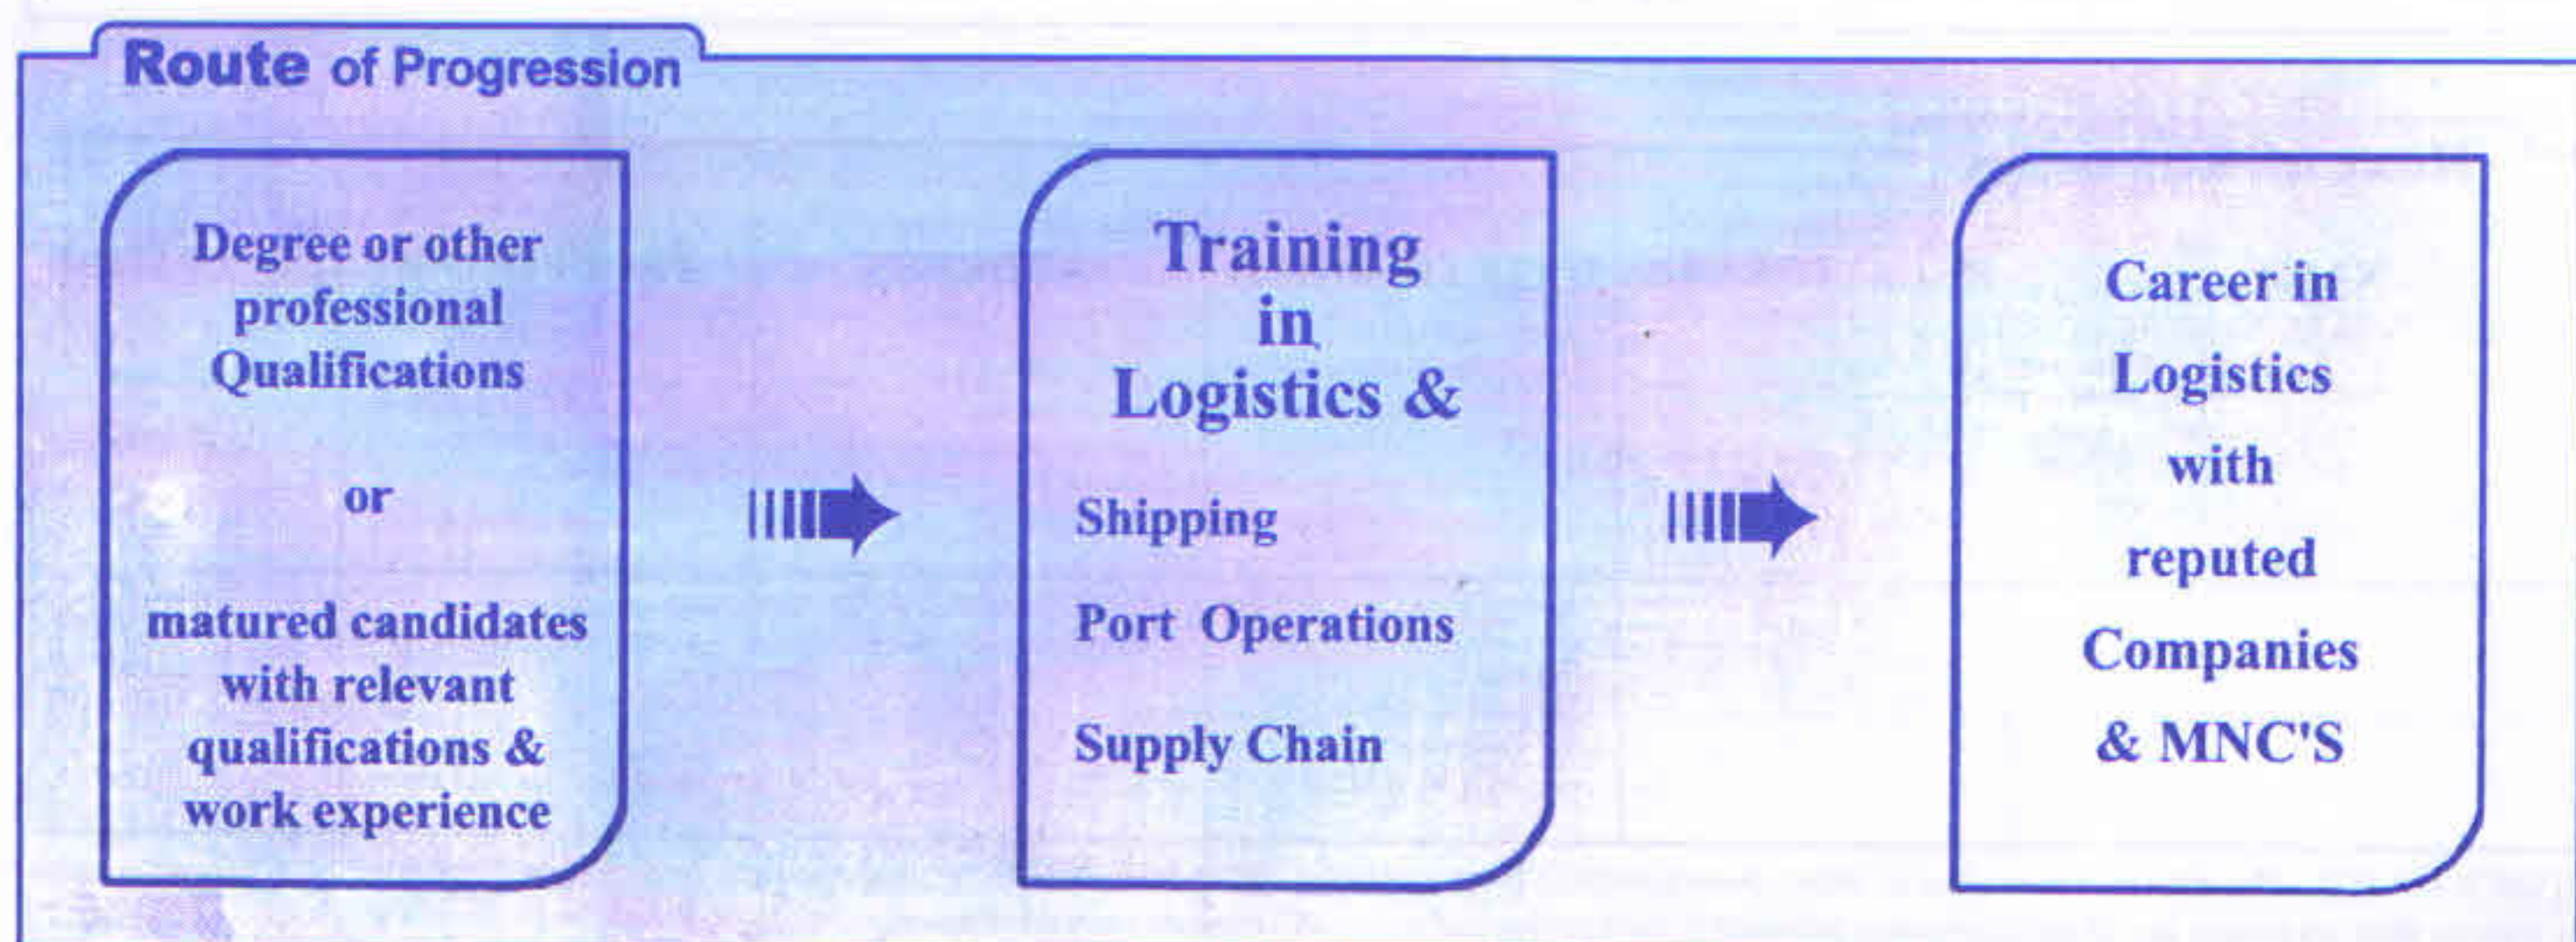 Route of Progression
Degree or other
professional
Qualifications
or
matured candidates
with relevant
qualifications &
work experience
Training
in
Logistics &
Shipping
Port Operations
Supply Chain
Career in
Logistics
with
reputed
Companies
& MNC'S